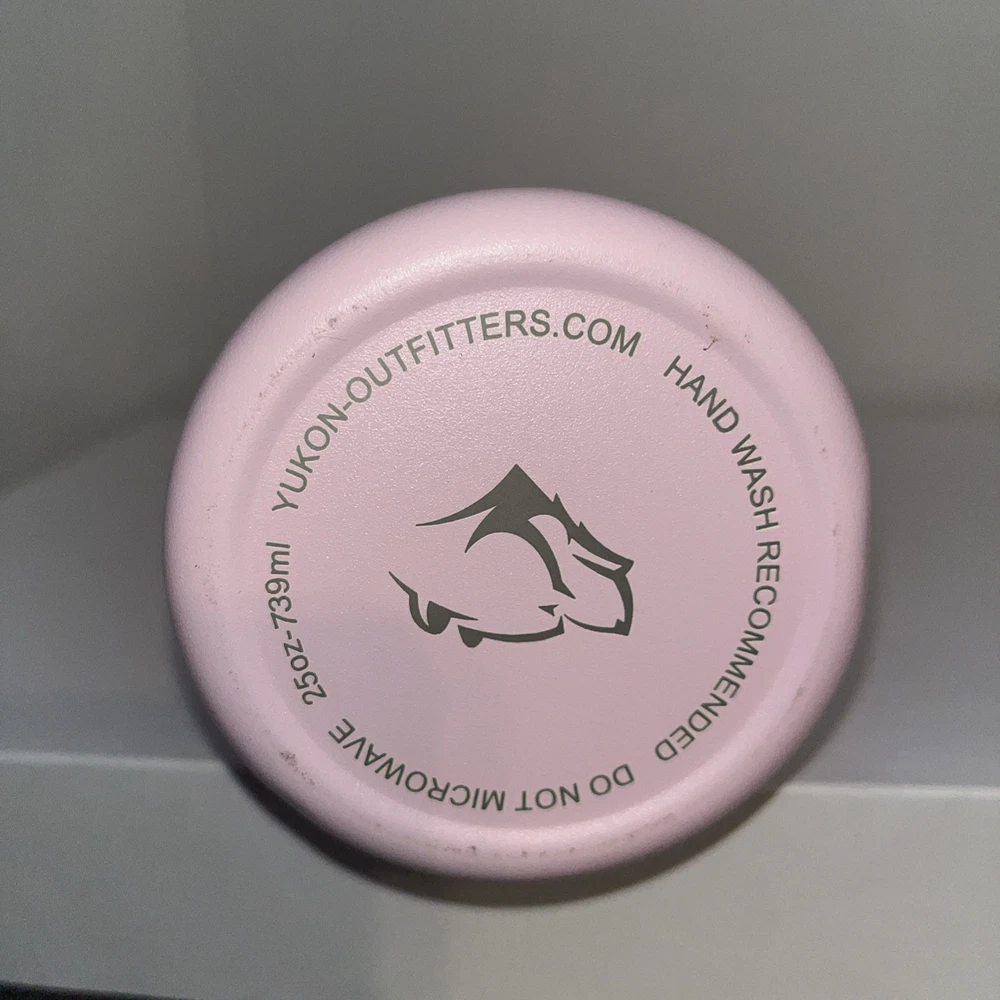 YUKON-OUTFITTERS.COM
HAND WASH RECOMMENDED
DO NOT MICROWAVE
25oz-739ml